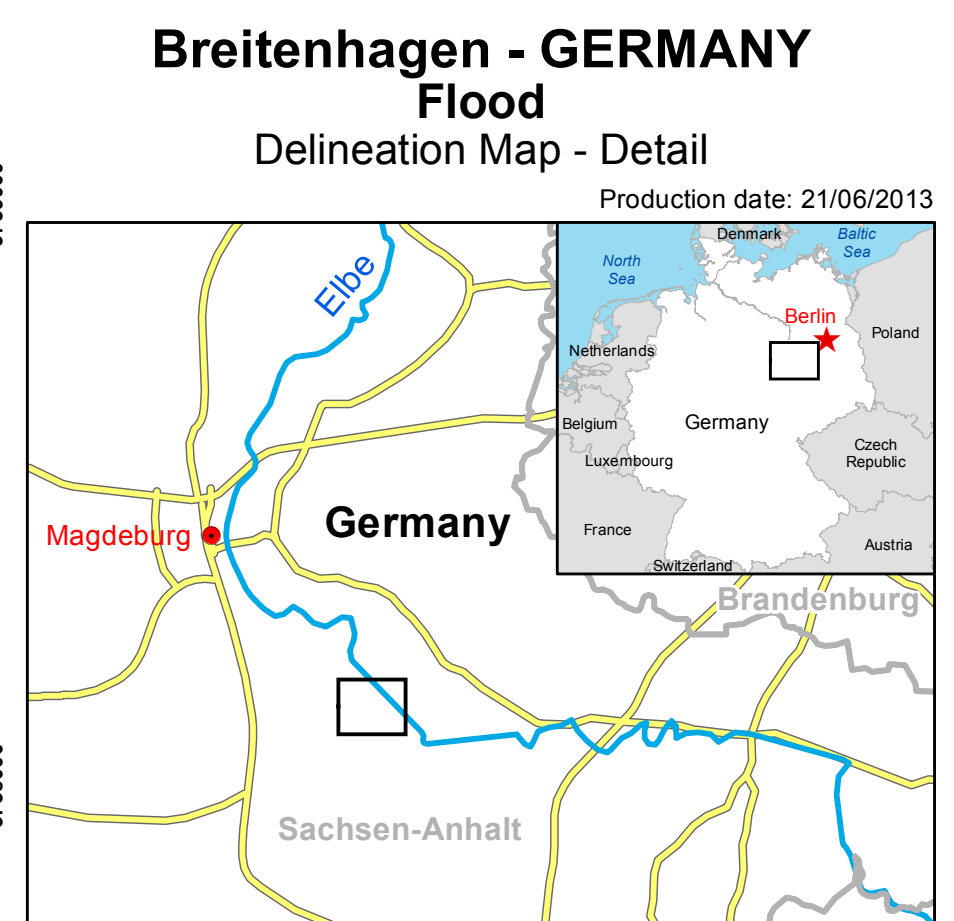 Breitenhagen - GERMANY
Flood
Delineation Map - Detail
Production date: 21/06/2013
Elbe
Denmark
Baltic
Sea
North
Sea
Berlin
Poland
Netherlands
Belgium
Germany
Luxembourg
Czech
Republic
France
Austria
Switzerland
Magdeburg
Germany
Brandenburg
Sachsen-Anhalt